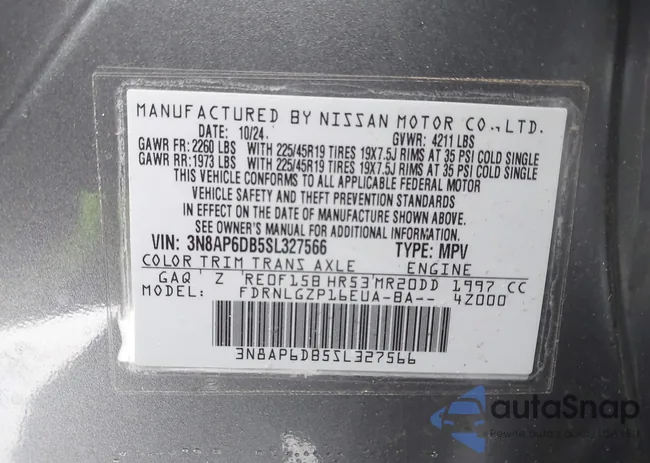 MANUFACTURED BY NISSAN MOTOR CO.,LTD.
DATE: 10/24. GVWR: 4211 LBS
GAWR FR: 2260 LBS WITH 225/45R19 TIRES 19X7.5J RIMS AT 35 PSI COLD SINGLE
GAWR RR: 1973 LBS WITH 225/45R19 TIRES 19X7.5J RIMS AT 35 PSI COLD SINGLE
THIS VEHICLE CONFORMS TO ALL APPLICABLE FEDERAL MOTOR
VEHICLE SAFETY AND THEFT PREVENTION STANDARDS
IN EFFECT ON THE DATE OF MANUFACTURE SHOWN ABOVE.
SEE OWNER'S MANUAL FOR ADDITIONAL INFORMATION.
VIN: 3N8AP6DB5SL327566 TYPE: MPV
COLOR TRIM TRANS AXLE ENGINE
GAQ Z RE0F15B HR53 MR20DD 1997 CC
MODEL: FDRNLGZP16EUA-BA-- 4Z000
3N8AP6DB5SL327566
autoSnap